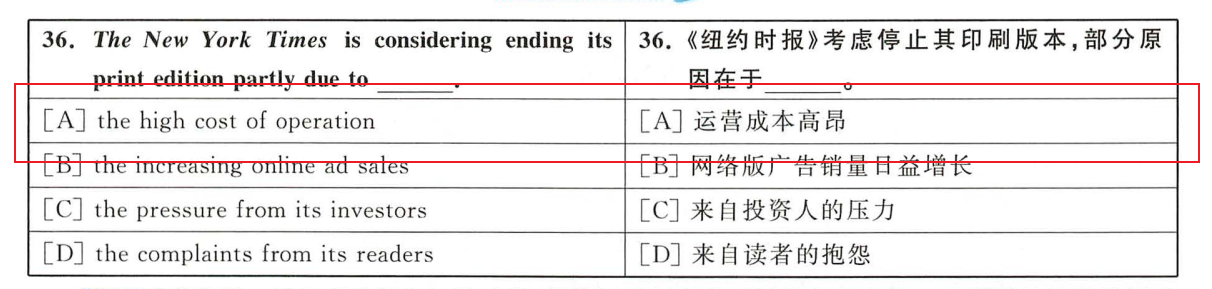 36. The New York Times is considering ending its
print edition partly due to ______.
36.《纽约时报》考虑停止其印刷版本,部分原
因在于______。
[A] the high cost of operation
[A] 运营成本高昂
[B] the increasing online ad sales
[B] 网络版广告销量日益增长
[C] the pressure from its investors
[C] 来自投资人的压力
[D] the complaints from its readers
[D] 来自读者的抱怨